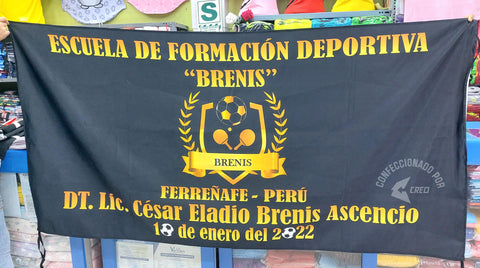 ESCUELA DE FORMACIÓN DEPORTIVA
“BRENIS”
BRENIS
FERREÑAFE - PERÚ
DT. Lic. César Eladio Brenis Ascencio
10 de enero del 2022
CONFECCIONADO POR
CREO
S